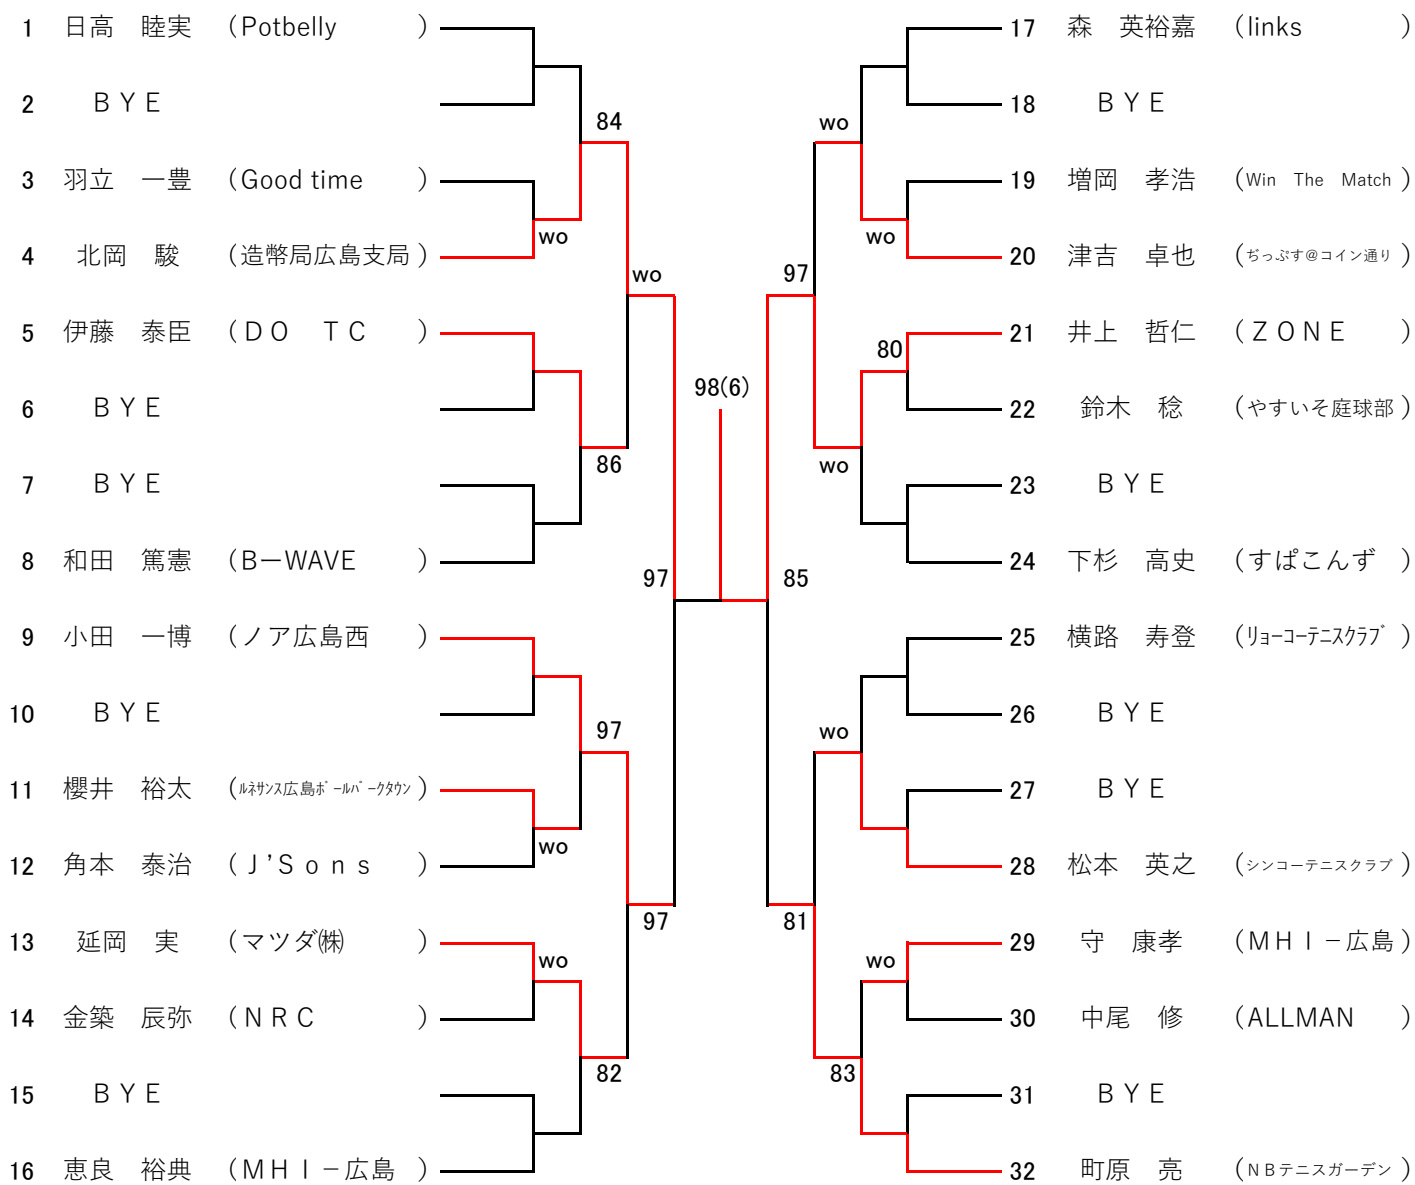 1 日高 睦実 (Potbelly )
2 ＢＹＥ
84
3 羽立 一豊 (Good time )
wo
4 北岡 駿 (造幣局広島支局)
wo
5 伊藤 泰臣 (ＤＯ ＴＣ )
6 ＢＹＥ
86
7 ＢＹＥ
8 和田 篤憲 (B－WAVE )
97
9 小田 一博 (ノア広島西 )
10 ＢＹＥ
97
11 櫻井 裕太 (ﾙﾈｻﾝｽ広島ﾎﾞｰﾙﾊﾟｰｸﾀｳﾝ)
wo
12 角本 泰治 (Ｊ’Ｓｏｎｓ )
97
13 延岡 実 (マツダ㈱ )
wo
14 金築 辰弥 (ＮＲＣ )
82
15 ＢＹＥ
16 恵良 裕典 (ＭＨＩ－広島 )
98(6)
17 森 英裕嘉 (links )
18 ＢＹＥ
wo
19 増岡 孝浩 (Win The Match)
wo
20 津吉 卓也 (ぢっぷす＠コイン通り)
97
21 井上 哲仁 (ＺＯＮＥ )
80
22 鈴木 稔 (やすいそ庭球部)
wo
23 ＢＹＥ
24 下杉 高史 (すぱこんず )
85
25 横路 寿登 (ﾘｮｰｺｰﾃﾆｽｸﾗﾌﾞ )
26 ＢＹＥ
wo
27 ＢＹＥ
28 松本 英之 (シンコーテニスクラブ)
81
29 守 康孝 (ＭＨＩ－広島)
wo
30 中尾 修 (ALLMAN )
83
31 ＢＹＥ
32 町原 亮 (ＮＢテニスガーデン )